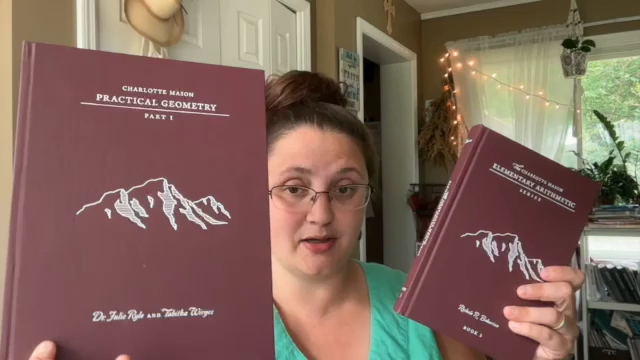 CHARLOTTE MASON
PRACTICAL GEOMETRY
PART I
Dr. Julie Ryle AND Tabitha Wirges
The CHARLOTTE MASON
ELEMENTARY ARITHMETIC
SERIES
BOOK 2